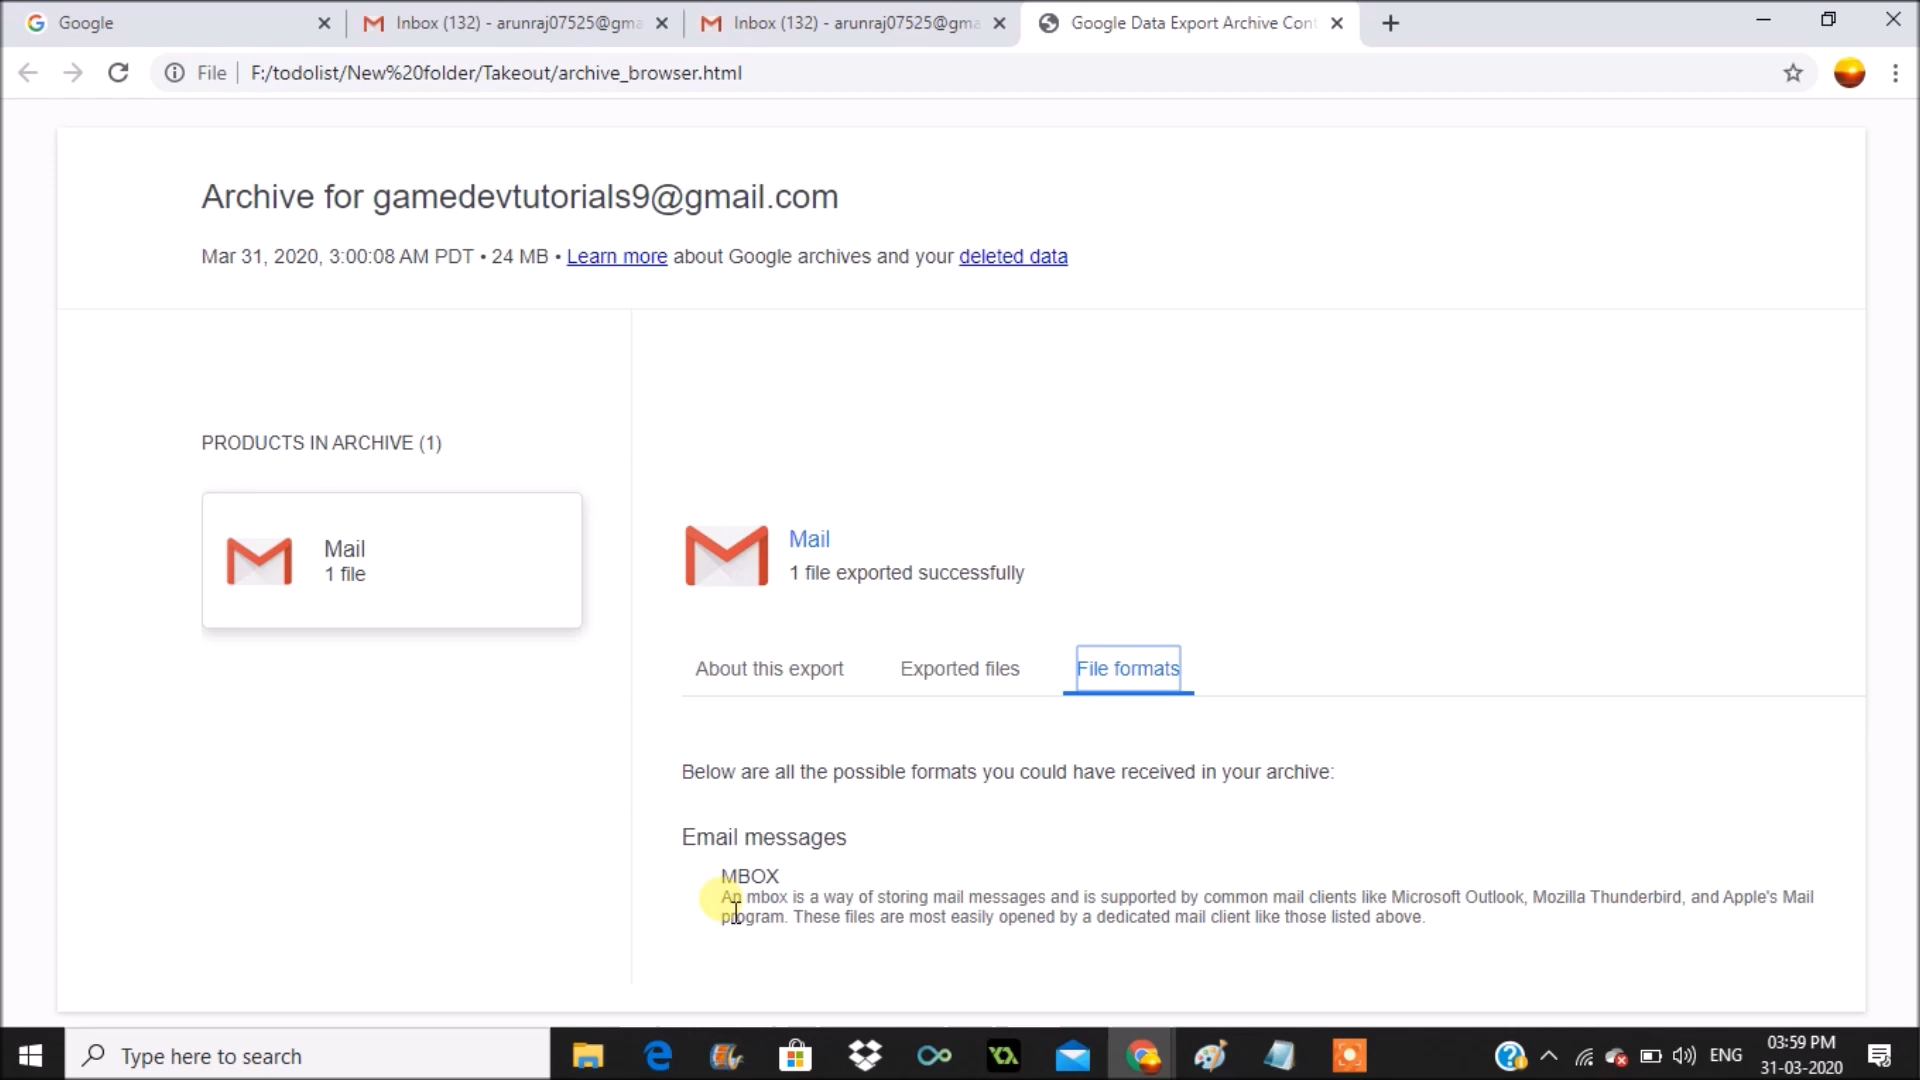 Google
Inbox (132) - arunraj07525@gma
Inbox (132) - arunraj07525@gma
Google Data Export Archive Cont
File
F:/todolist/New%20folder/Takeout/archive_browser.html
Archive for gamedevtutorials9@gmail.com
Mar 31, 2020, 3:00:08 AM PDT • 24 MB • Learn more about Google archives and your deleted data
PRODUCTS IN ARCHIVE (1)
Mail
1 file
Mail
1 file exported successfully
About this export
Exported files
File formats
Below are all the possible formats you could have received in your archive:
Email messages
MBOX
An mbox is a way of storing mail messages and is supported by common mail clients like Microsoft Outlook, Mozilla Thunderbird, and Apple's Mail
program. These files are most easily opened by a dedicated mail client like those listed above.
Type here to search
ENG
03:59 PM
31-03-2020